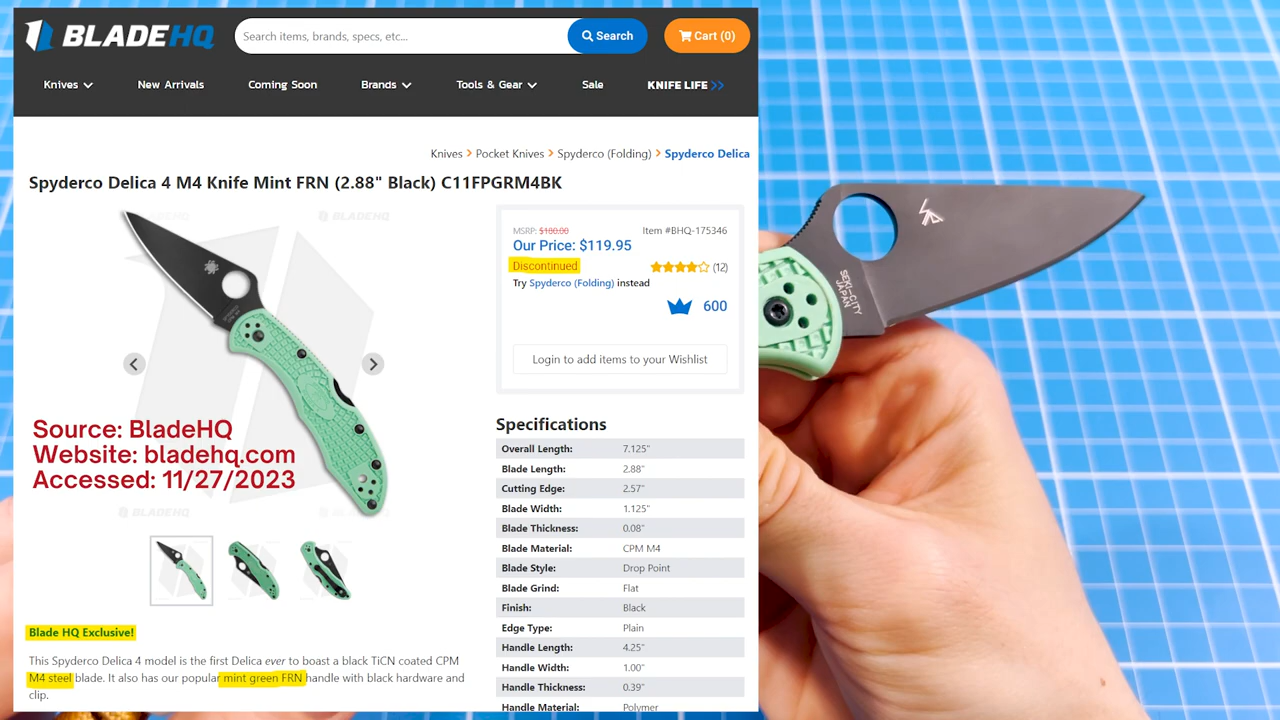 BLADEHQ
Search items, brands, specs, etc...
Search
Cart (0)
Knives
New Arrivals
Coming Soon
Brands
Tools & Gear
Sale
KNIFE LIFE >>
Knives > Pocket Knives > Spyderco (Folding) > Spyderco Delica
Spyderco Delica 4 M4 Knife Mint FRN (2.88" Black) C11FPGRM4BK
BLADEHQ
BLADEHQ
MSRP: $180.00
Item #BHQ-175346
Our Price: $119.95
Discontinued
(12)
Try Spyderco (Folding) instead
600
Login to add items to your Wishlist
Source: BladeHQ
Website: bladehq.com
Accessed: 11/27/2023
BLADEHQ
BLADEHQ
Specifications
Overall Length: 7.125"
Blade Length: 2.88"
Cutting Edge: 2.57"
Blade Width: 1.125"
Blade Thickness: 0.08"
Blade Material: CPM M4
Blade Style: Drop Point
Blade Grind: Flat
Finish: Black
Edge Type: Plain
Handle Length: 4.25"
Handle Width: 1.00"
Handle Thickness: 0.39"
Handle Material: Polymer
Blade HQ Exclusive!
This Spyderco Delica 4 model is the first Delica ever to boast a black TiCN coated CPM
M4 steel blade. It also has our popular mint green FRN handle with black hardware and
clip.
SEKI-CITY
JAPAN